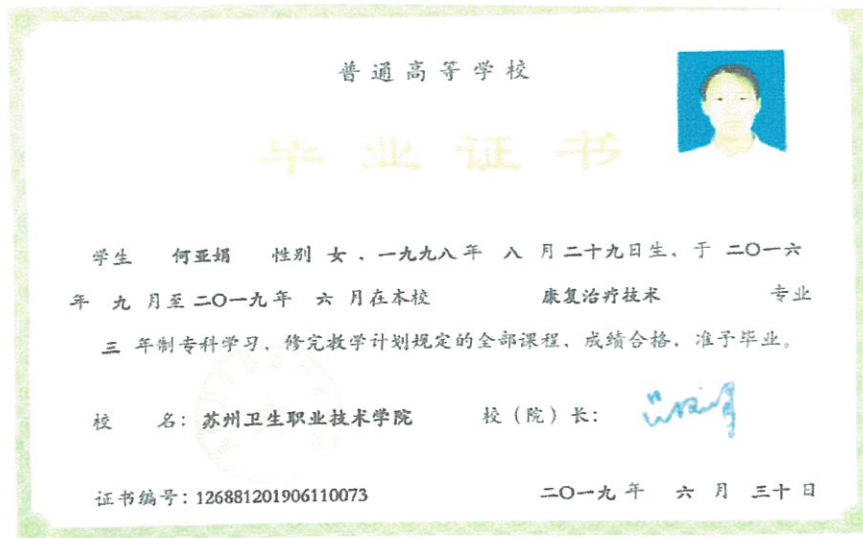 普通高等学校
毕业证书
学生 何亚娟 性别 女，一九九八年 八 月二十九日生，于 二〇一六
年 九 月至二〇一九年 六 月在本校 康复治疗技术 专业
三 年制专科学习，修完教学计划规定的全部课程，成绩合格，准予毕业。
校 名：苏州卫生职业技术学院 校（院）长：
证书编号：126881201906110073 二〇一九 年 六 月 三十 日